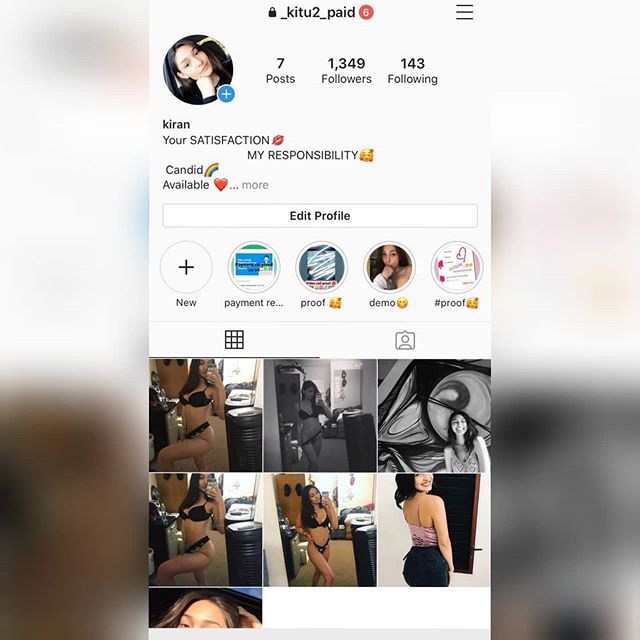 _kitu2_paid 6
7 1,349 143
Posts Followers Following
kiran
Your SATISFACTION💋
MY RESPONSIBILITY🥰
Candid🌈
Available ❤️... more
Edit Profile
New payment re... proof 🥰 demo😋 #proof🥰